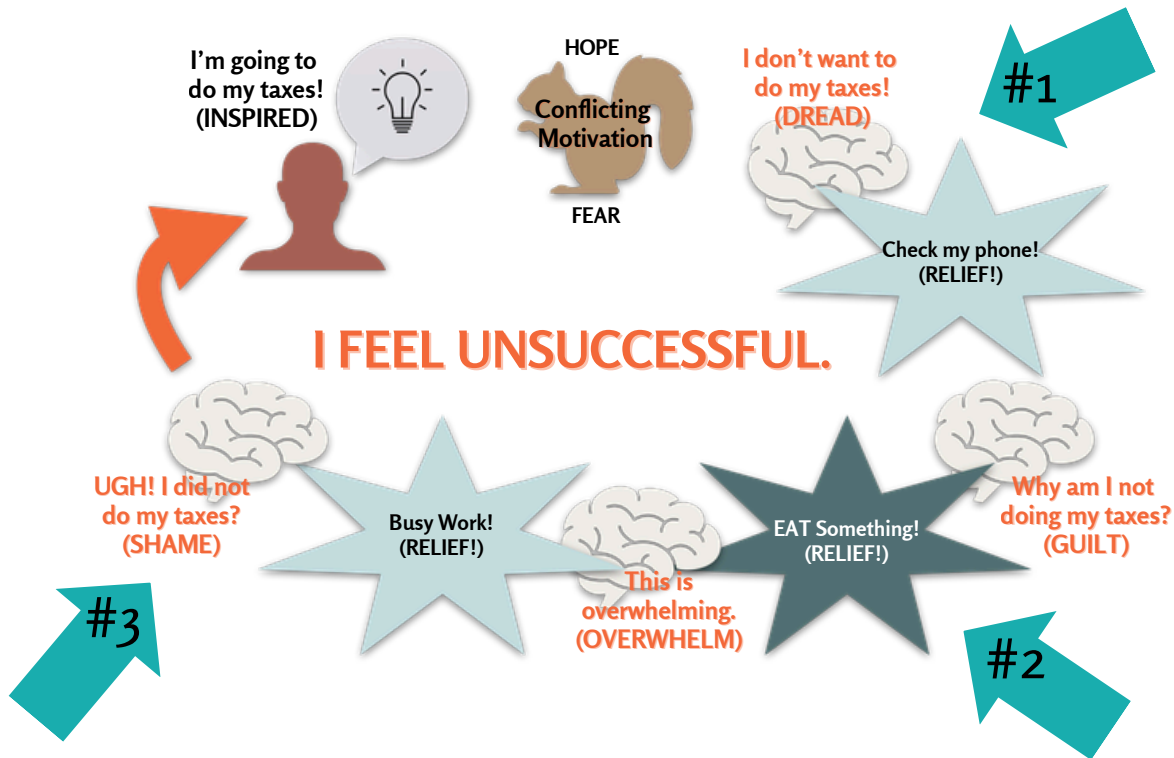 I’m going to
do my taxes!
(INSPIRED)
HOPE
Conflicting
Motivation
FEAR
I don’t want to
do my taxes!
(DREAD)
#1
Check my phone!
(RELIEF!)
I FEEL UNSUCCESSFUL.
Why am I not
doing my taxes?
(GUILT)
#2
EAT Something!
(RELIEF!)
This is
overwhelming.
(OVERWHELM)
Busy Work!
(RELIEF!)
UGH! I did not
do my taxes?
(SHAME)
#3